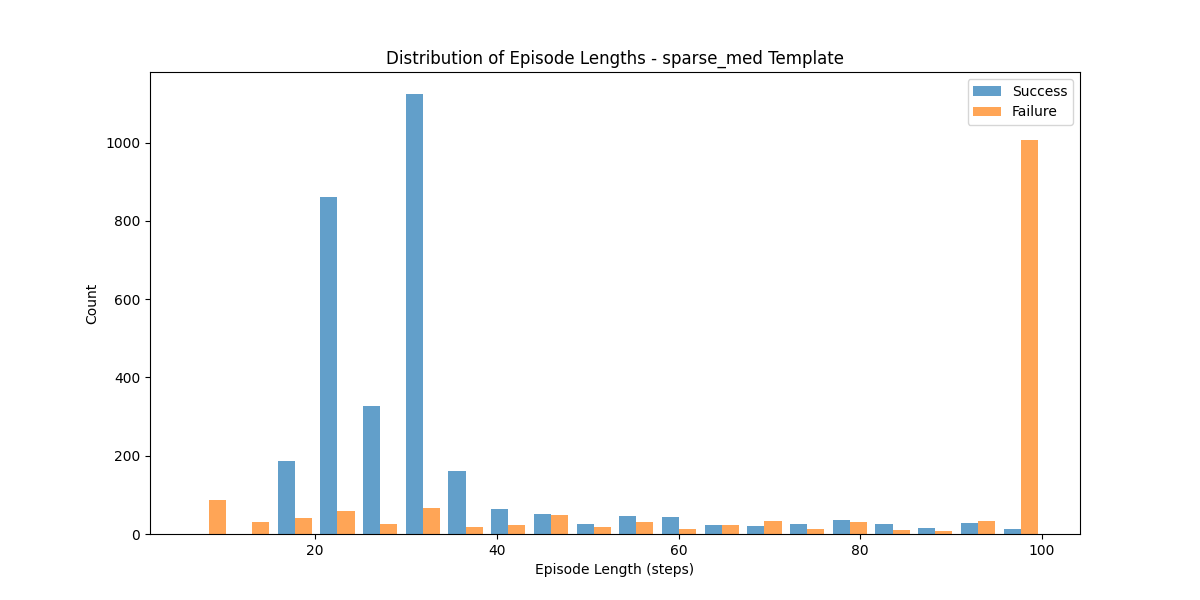 Distribution of Episode Lengths - sparse_med Template
Success
Failure
1000
800
600
400
200
0
Count
20
40
60
80
100
Episode Length (steps)